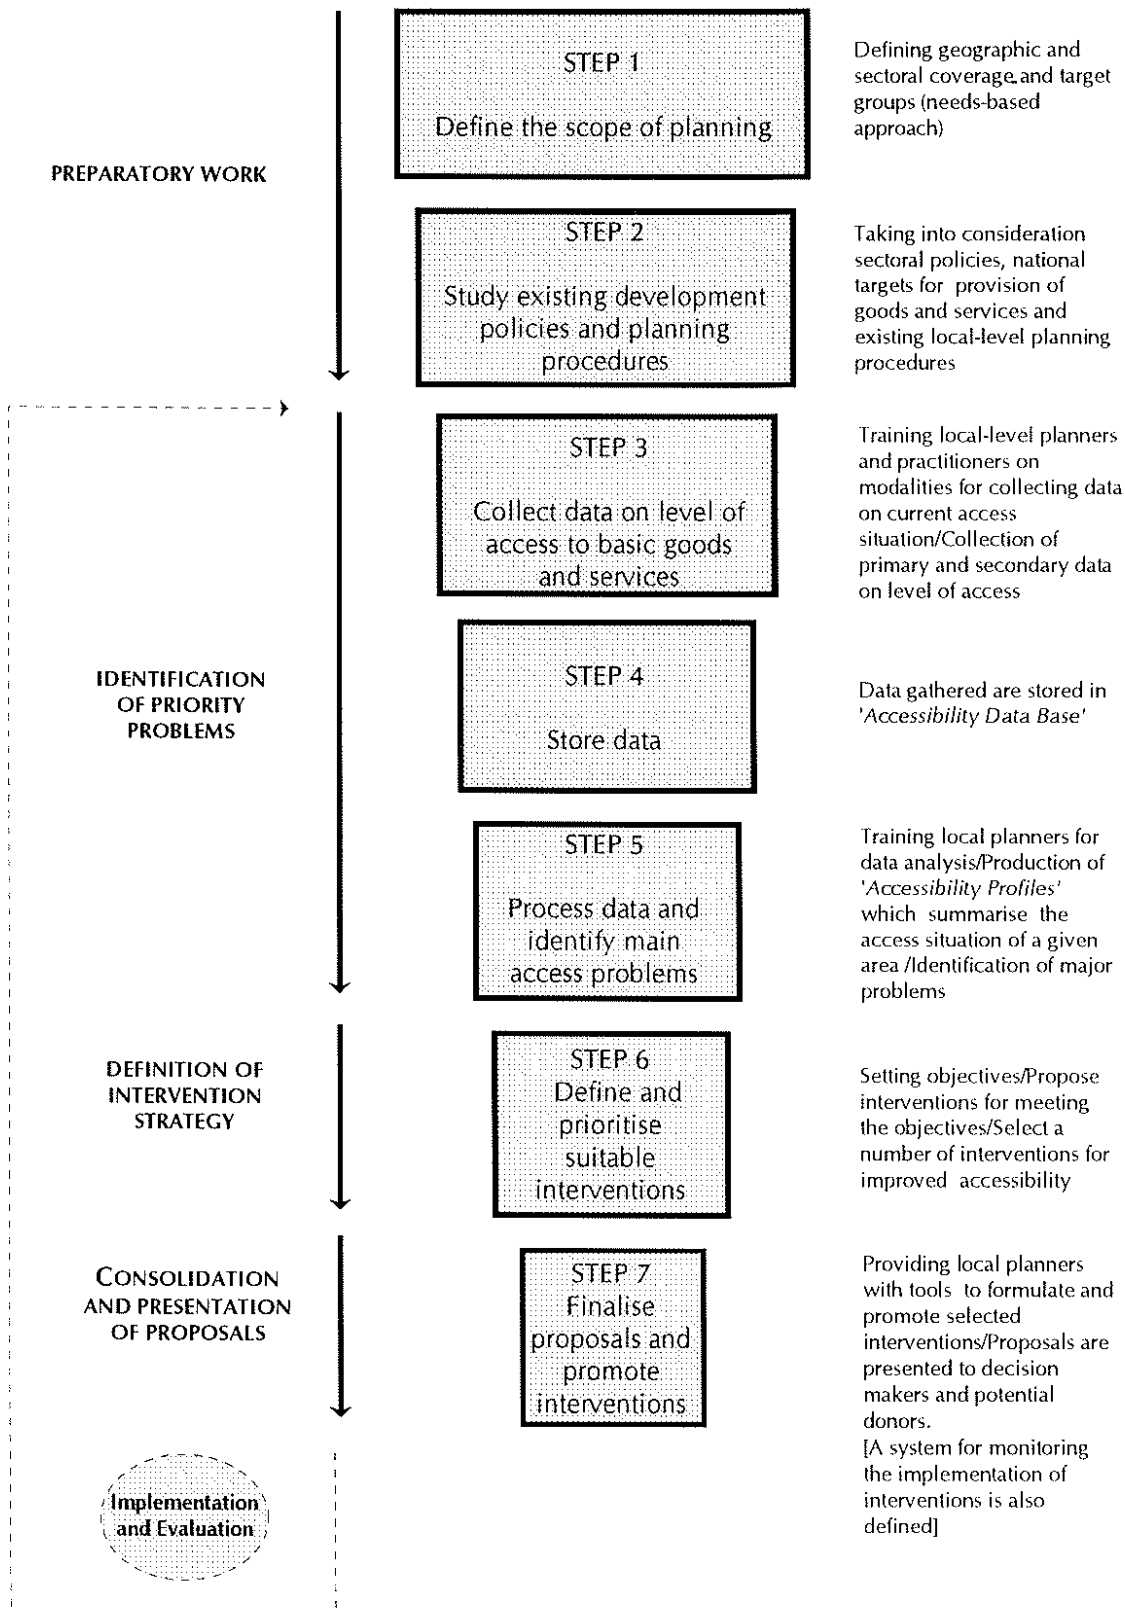 PREPARATORY WORK
STEP 1
Define the scope of planning
Defining geographic and
sectoral coverage and target
groups (needs-based
approach)
STEP 2
Study existing development
policies and planning
procedures
Taking into consideration
sectoral policies, national
targets for provision of
goods and services and
existing local-level planning
procedures
IDENTIFICATION
OF PRIORITY
PROBLEMS
STEP 3
Collect data on level of
access to basic goods
and services
Training local-level planners
and practitioners on
modalities for collecting data
on current access
situation/Collection of
primary and secondary data
on level of access
STEP 4
Store data
Data gathered are stored in
'Accessibility Data Base'
STEP 5
Process data and
identify main
access problems
Training local planners for
data analysis/Production of
'Accessibility Profiles'
which summarise the
access situation of a given
area /Identification of major
problems
DEFINITION OF
INTERVENTION
STRATEGY
STEP 6
Define and
prioritise
suitable
interventions
Setting objectives/Propose
interventions for meeting
the objectives/Select a
number of interventions for
improved accessibility
CONSOLIDATION
AND PRESENTATION
OF PROPOSALS
STEP 7
Finalise
proposals and
promote
interventions
Providing local planners
with tools to formulate and
promote selected
interventions/Proposals are
presented to decision
makers and potential
donors.
[A system for monitoring
the implementation of
interventions is also
defined]
Implementation
and Evaluation